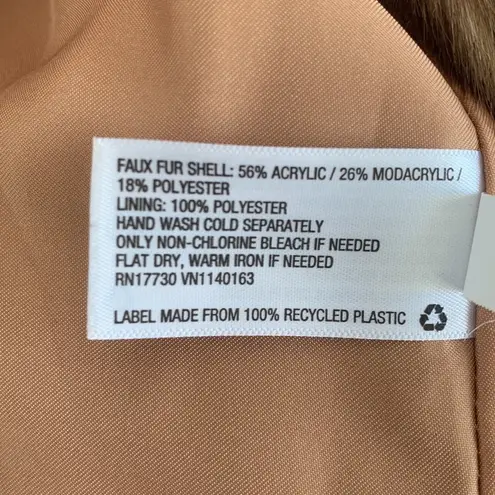 FAUX FUR SHELL: 56% ACRYLIC / 26% MODACRYLIC /
18% POLYESTER
LINING: 100% POLYESTER
HAND WASH COLD SEPARATELY
ONLY NON-CHLORINE BLEACH IF NEEDED
FLAT DRY, WARM IRON IF NEEDED
RN17730 VN1140163
LABEL MADE FROM 100% RECYCLED PLASTIC